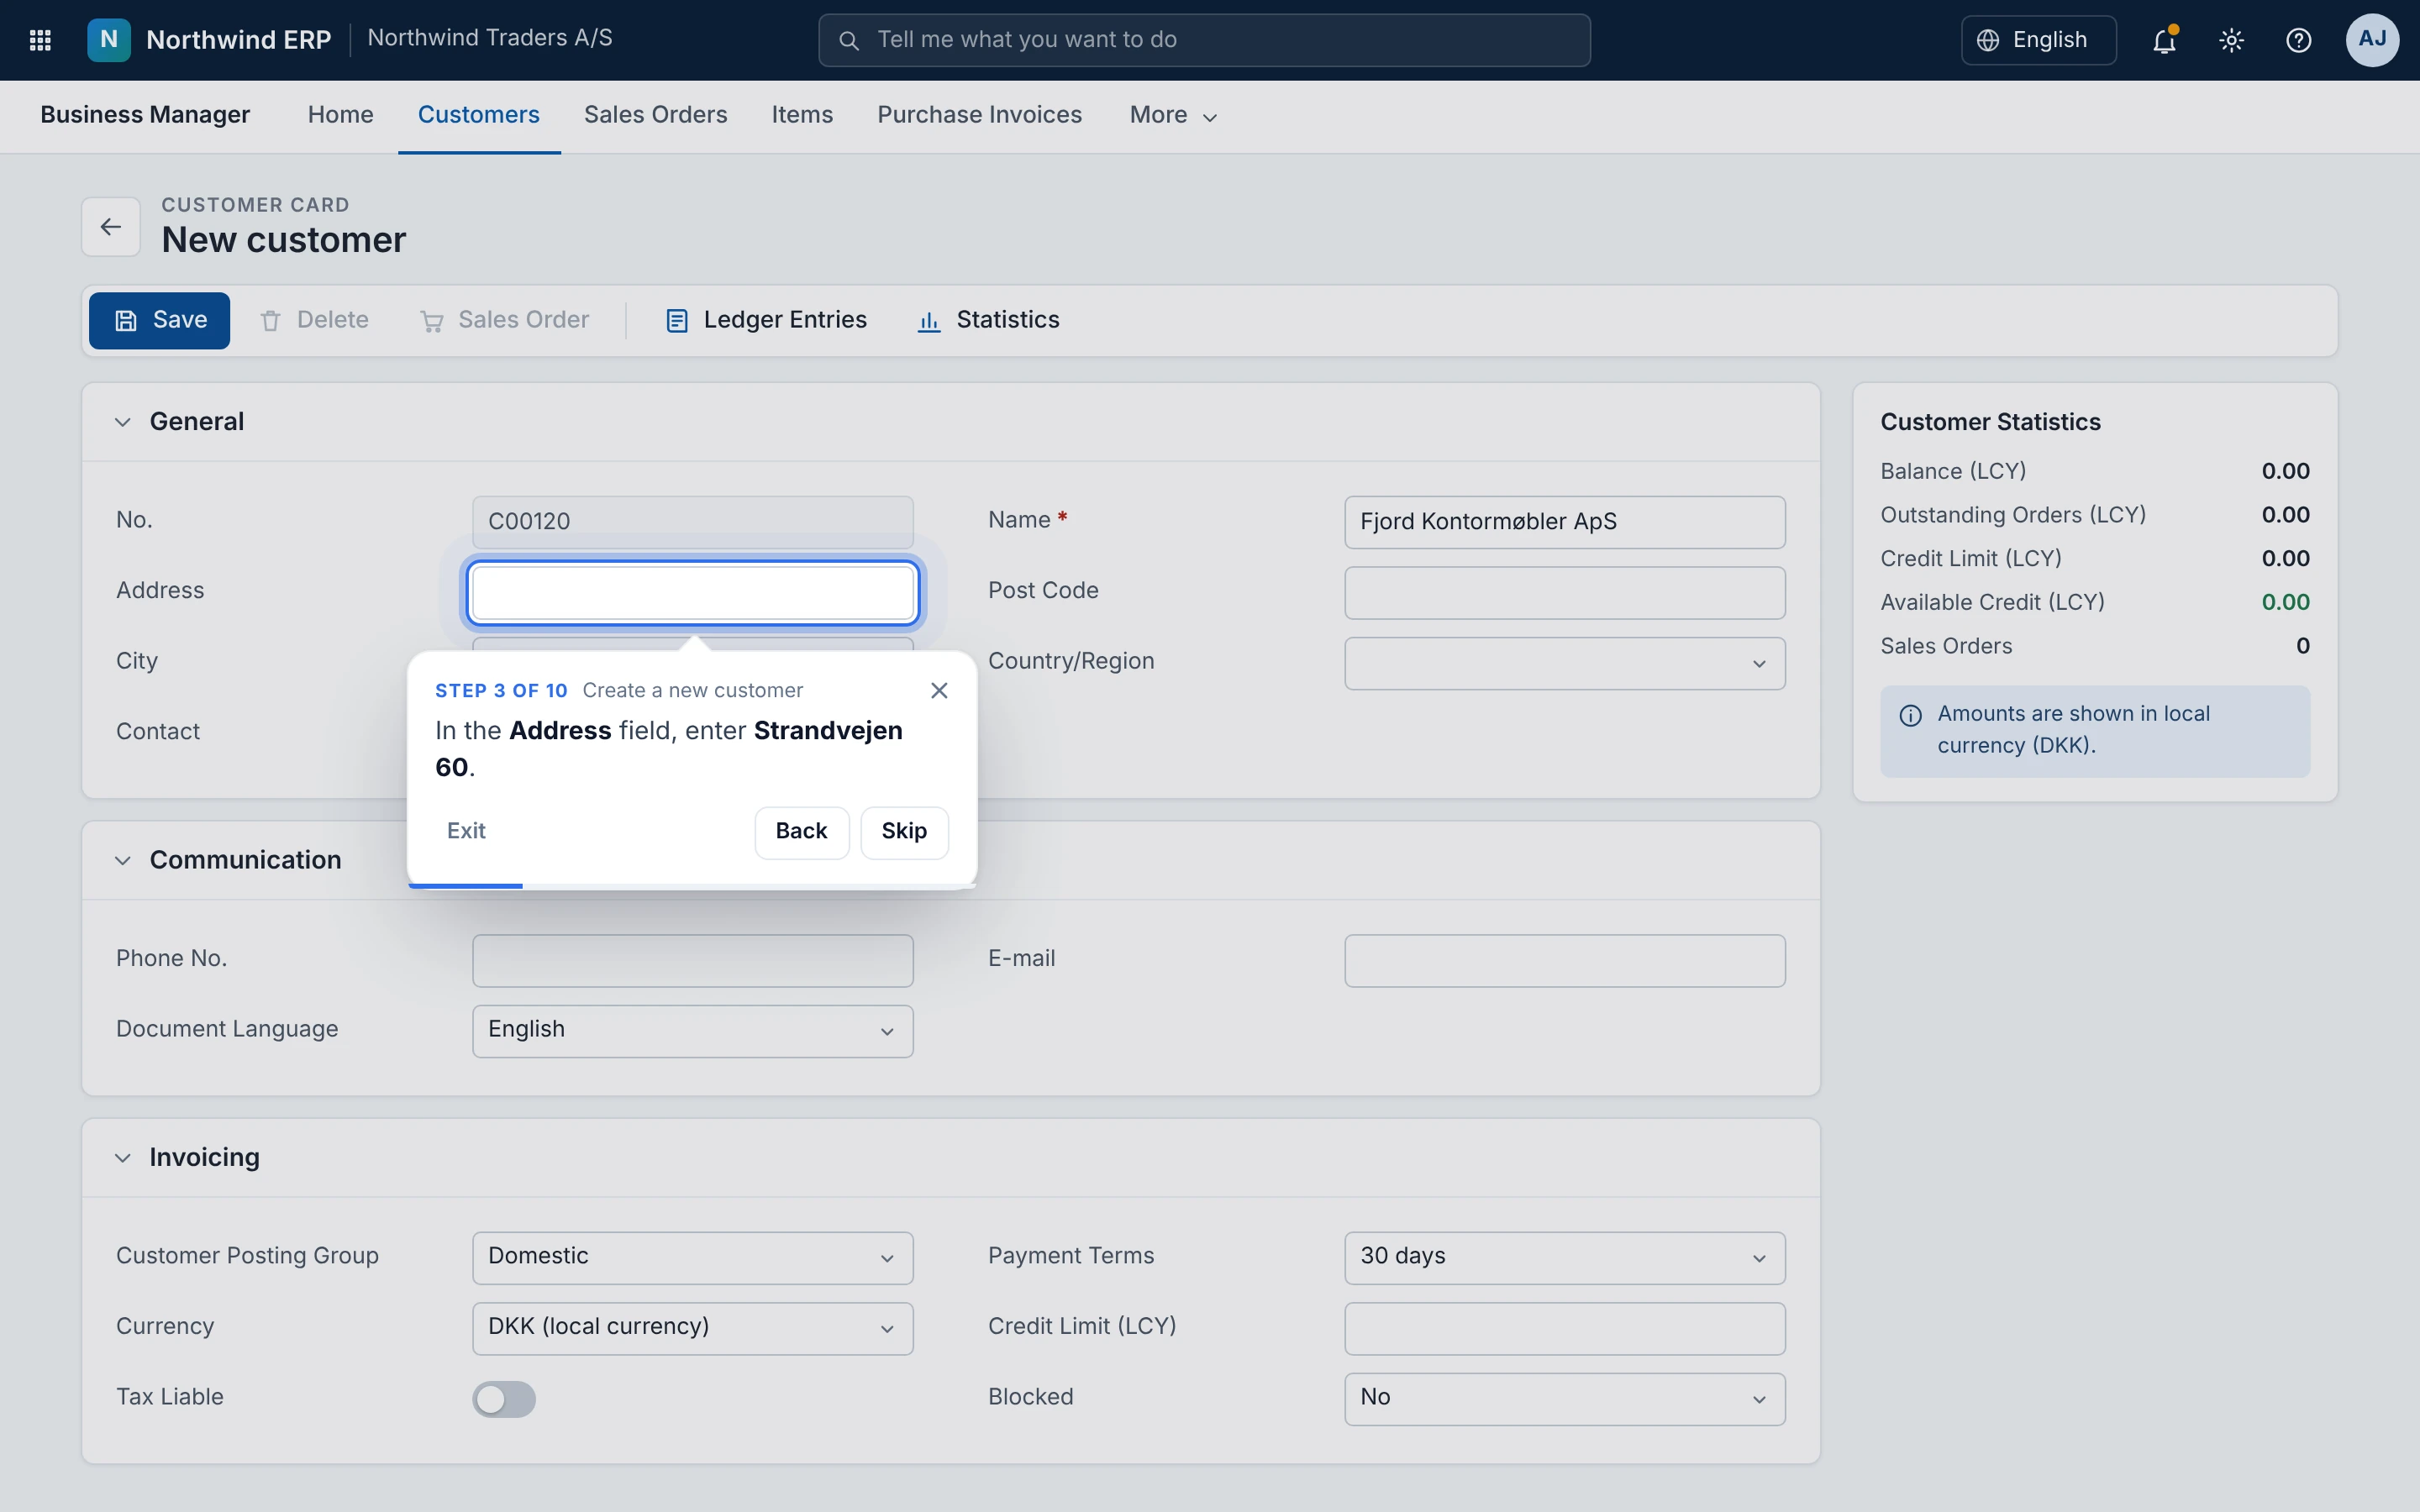 N Northwind ERP Northwind Traders A/S Tell me what you want to do English AJ
Business Manager Home Customers Sales Orders Items Purchase Invoices More
CUSTOMER CARD
New customer
Save Delete Sales Order Ledger Entries Statistics
General
No. C00120 Name * Fjord Kontormøbler ApS
Address Post Code
City Country/Region
Contact
STEP 3 OF 10 Create a new customer
In the Address field, enter Strandvejen
60.
Exit Back Skip
Customer Statistics
Balance (LCY) 0.00
Outstanding Orders (LCY) 0.00
Credit Limit (LCY) 0.00
Available Credit (LCY) 0.00
Sales Orders 0
Amounts are shown in local
currency (DKK).
Communication
Phone No. E-mail
Document Language English
Invoicing
Customer Posting Group Domestic Payment Terms 30 days
Currency DKK (local currency) Credit Limit (LCY)
Tax Liable Blocked No